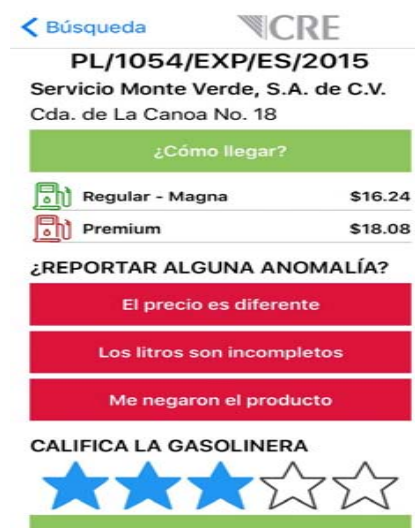 Búsqueda
CRE
PL/1054/EXP/ES/2015
Servicio Monte Verde, S.A. de C.V.
Cda. de La Canoa No. 18
¿Cómo llegar?
Regular - Magna $16.24
Premium $18.08
¿REPORTAR ALGUNA ANOMALÍA?
El precio es diferente
Los litros son incompletos
Me negaron el producto
CALIFICA LA GASOLINERA